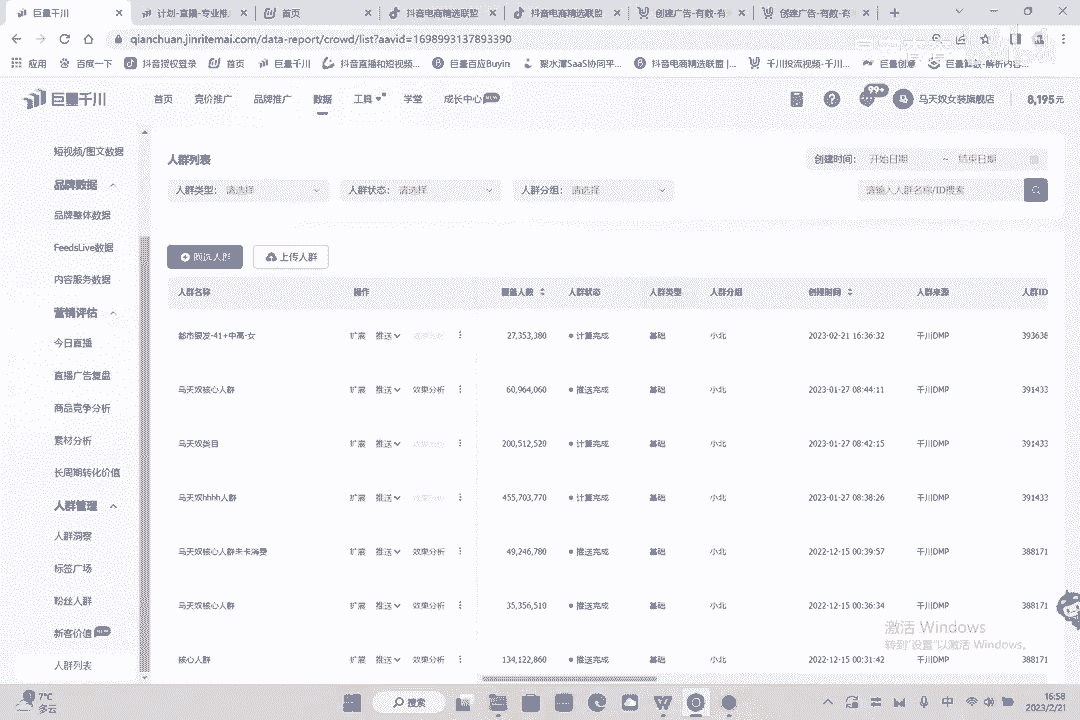 巨量千川
计划-直播-专业推
首页
抖音电商精选联盟
抖音电商精选联盟
创建广告-有数-有
创建广告-有数-有
qianchuan.jinritemai.com/data-report/crowd/list?aavid=1698993137893390
应用 百度一下 抖音授权登录 首页 巨量千川 抖音直播和短视频... 巨量百应Buyin 聚水潭SaaS协同平... 抖音电商精选联盟 |... 千川投流视频-千川...
巨量千川 首页 竞价推广 品牌推广 数据 工具 学堂 成长中心 99+ 马天奴女装旗舰店 8,195元
短视频/图文数据
品牌数据
品牌整体数据
FeedsLive数据
内容服务数据
营销评估
今日直播
直播广告复盘
商品竞争分析
素材分析
长周期转化价值
人群管理
人群洞察
标签广场
粉丝人群
新客价值
人群列表
人群列表 创建时间： 开始日期 ~ 结束日期
人群类型： 请选择 人群状态： 请选择 人群分组： 请选择 请输入人群名称/ID搜索
圈选人群 上传人群
人群名称 操作 覆盖人数 人群状态 人群类型 人群分组 创建时间 人群来源 人群ID
都市银发-41+中高-女 扩展 推送 效果分析 27,353,380 计算完成 基础 小北 2023-02-21 16:36:32 千川DMP 393636
马天奴核心人群 扩展 推送 效果分析 60,964,060 推送完成 基础 小北 2023-01-27 08:44:11 千川DMP 391433
马天奴类目 扩展 推送 效果分析 200,512,520 计算完成 基础 小北 2023-01-27 08:42:15 千川DMP 391433
马天奴hhhh人群 扩展 推送 效果分析 455,703,770 计算完成 基础 小北 2023-01-27 08:38:26 千川DMP 391433
马天奴核心人群未卡消费 扩展 推送 效果分析 49,246,780 推送完成 基础 小北 2022-12-15 00:39:57 千川DMP 388171
马天奴核心人群 扩展 推送 效果分析 35,356,510 推送完成 基础 小北 2022-12-15 00:36:34 千川DMP 388171
核心人群 扩展 推送 效果分析 134,122,860 推送完成 基础 小北 2022-12-15 00:31:42 千川DMP 388171
激活 Windows
转到"设置"以激活 Windows。
7°C
多云
搜索
中
16:58
2023/2/21